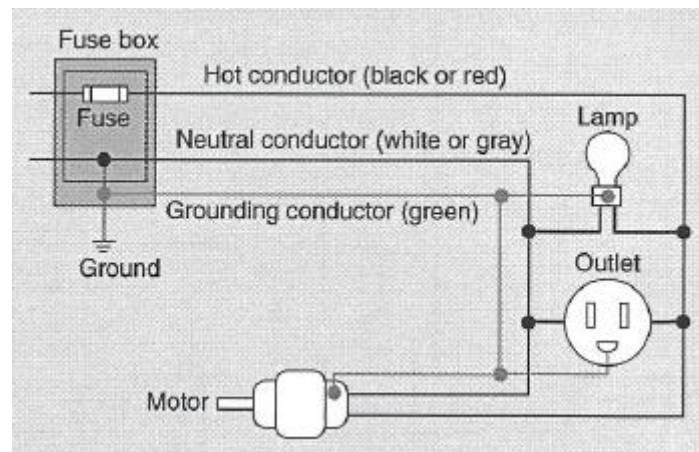 Fuse box
Hot conductor (black or red)
Fuse
Lamp
Neutral conductor (white or gray)
Grounding conductor (green)
Ground
Outlet
Motor